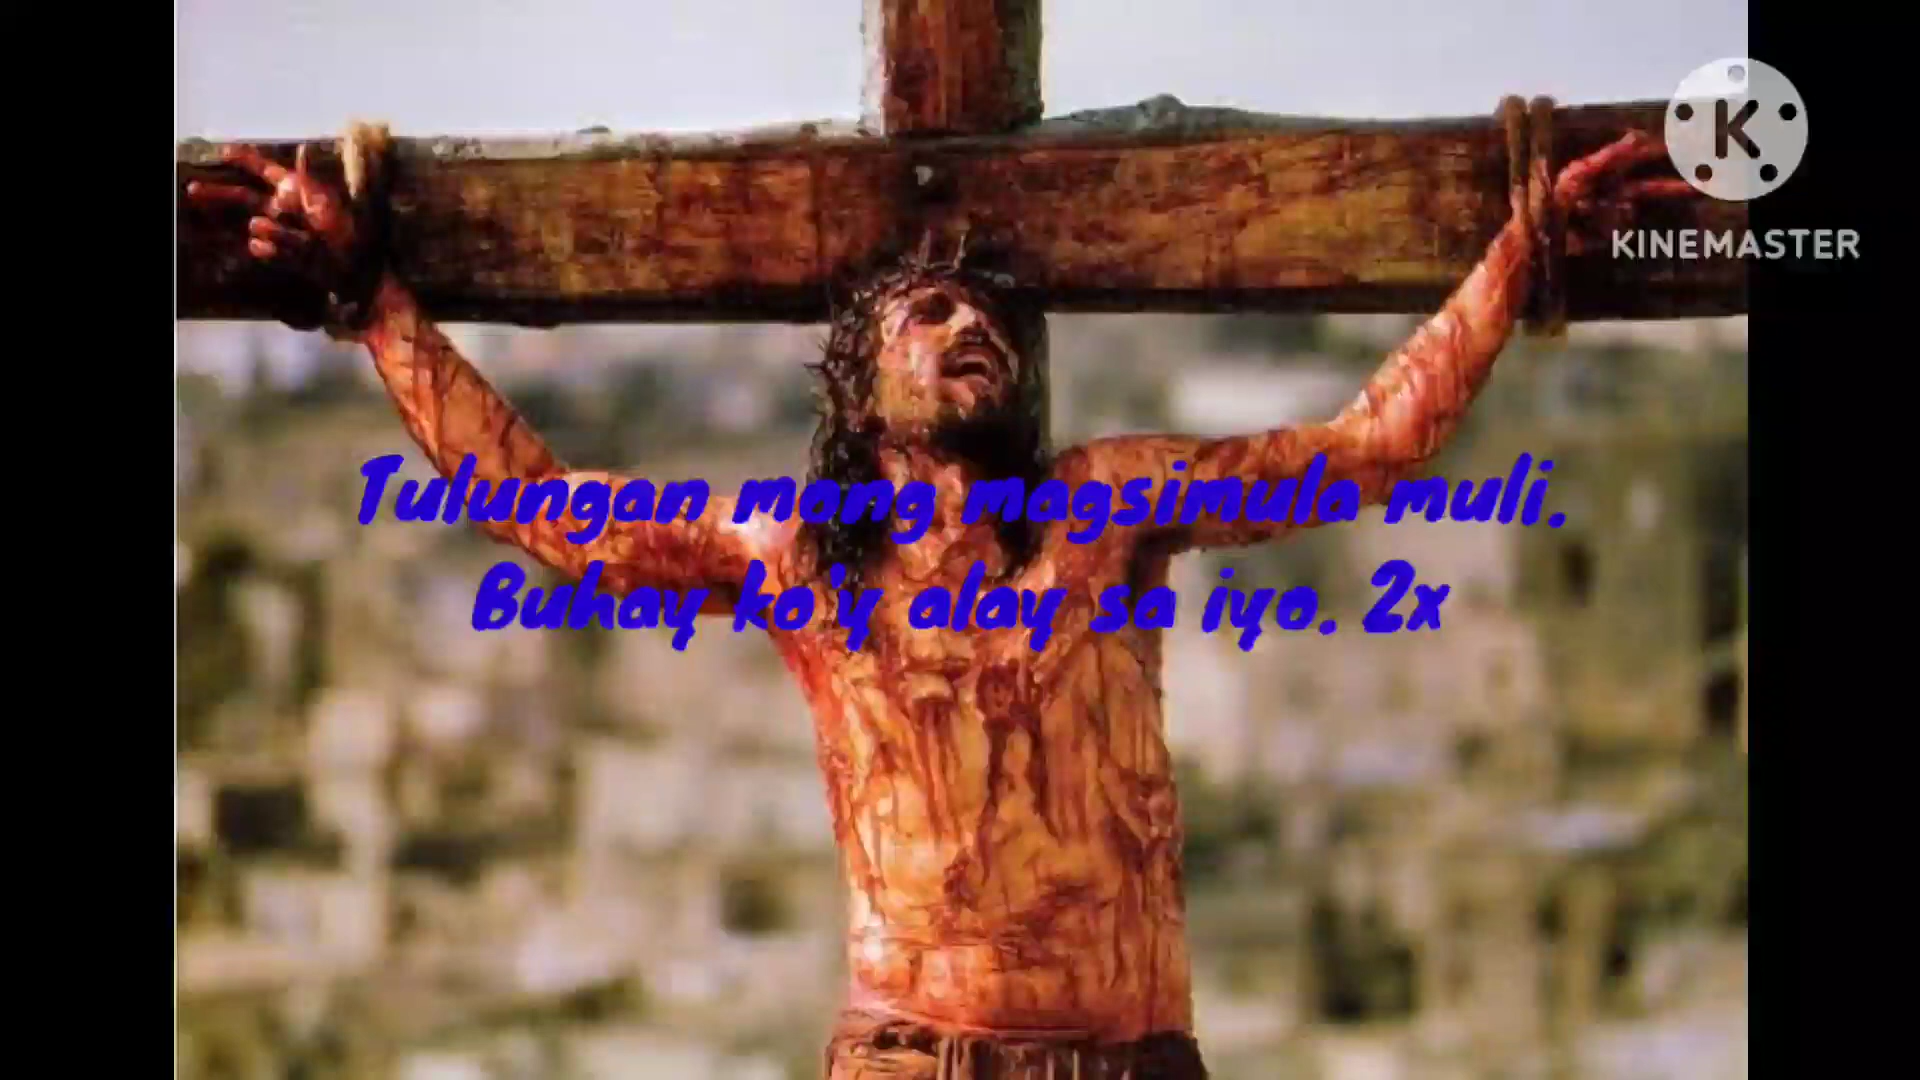 K
KINEMASTER
Tulungan mong magsimula muli.
Buhay ko'y alay sa iyo. 2x